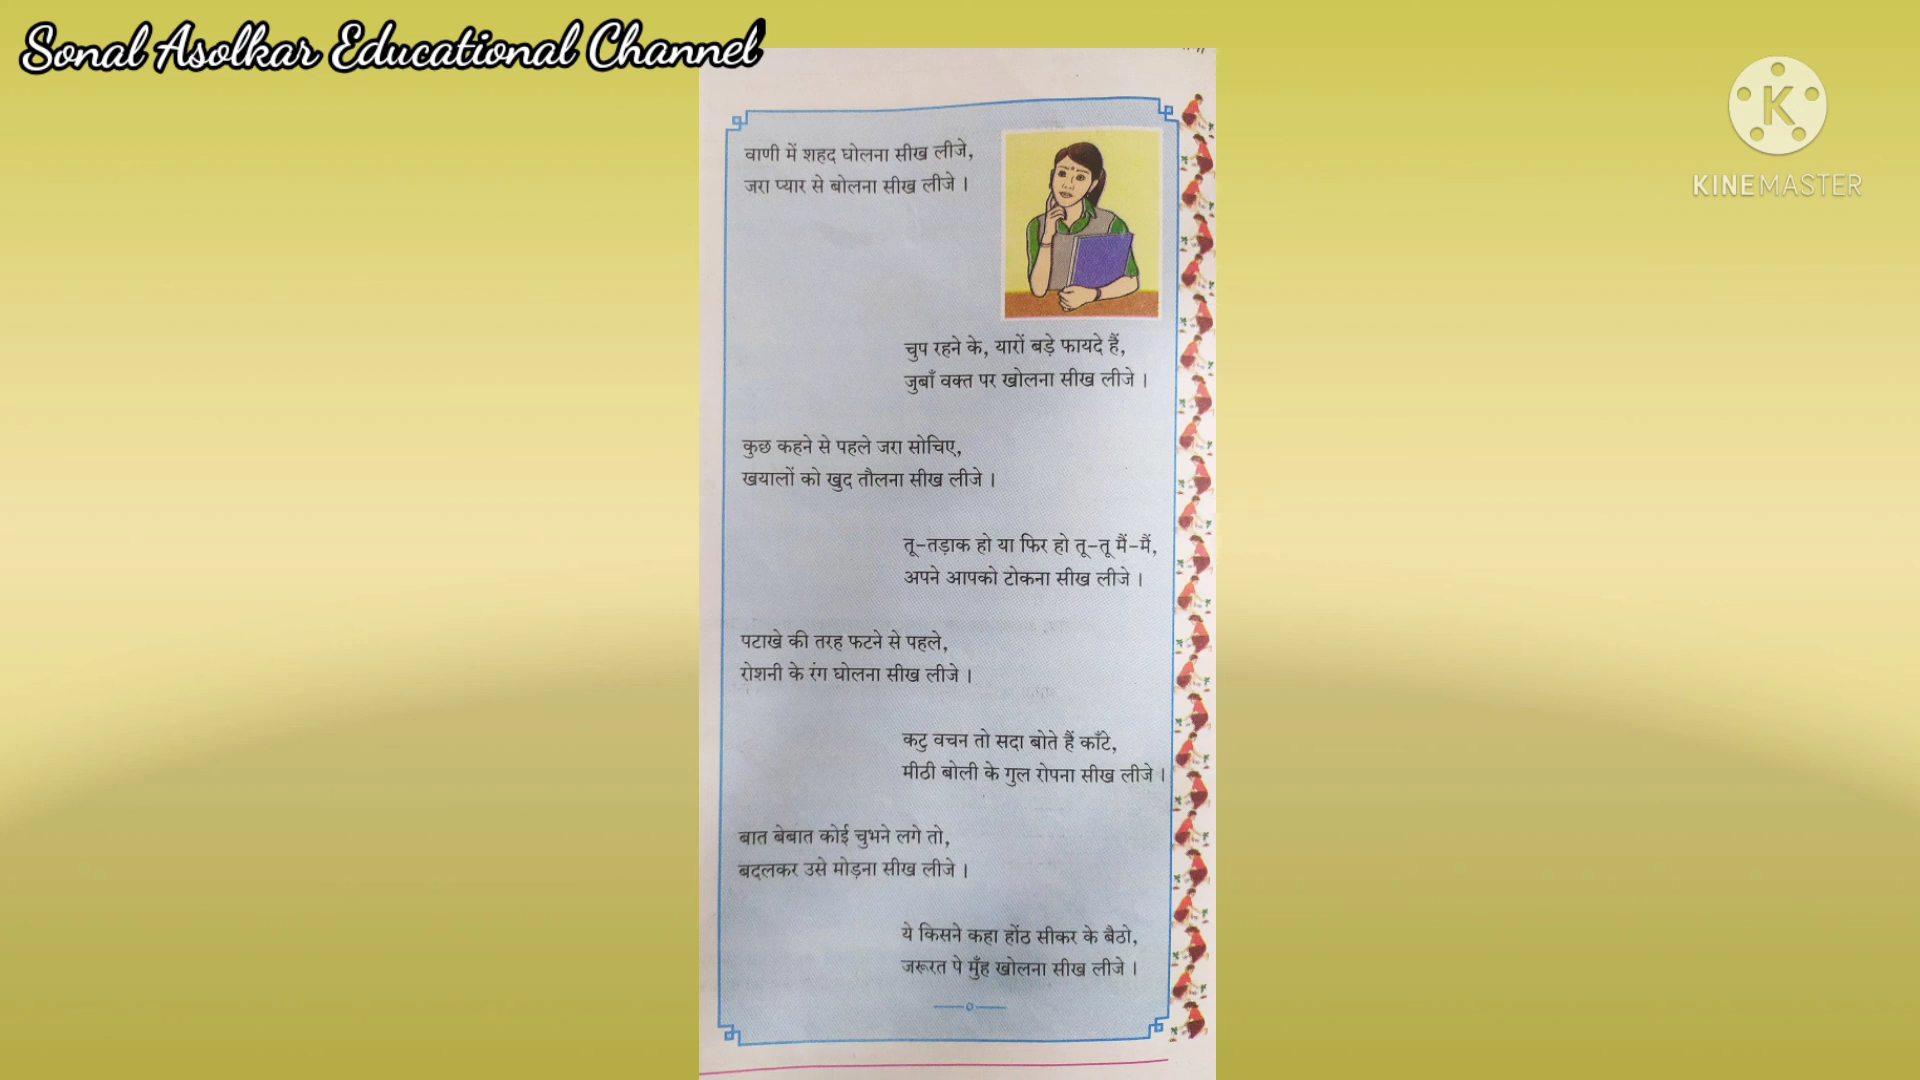 Sonal Asolkar Educational Channel
KINEMASTER
वाणी में शहद घोलना सीख लीजे,
जरा प्यार से बोलना सीख लीजे ।
चुप रहने के, यारों बड़े फायदे हैं,
जुबाँ वक्त पर खोलना सीख लीजे ।
कुछ कहने से पहले जरा सोचिए,
खयालों को खुद तौलना सीख लीजे ।
तू-तड़ाक हो या फिर हो तू-तू मैं-मैं,
अपने आपको टोकना सीख लीजे ।
पटाखे की तरह फटने से पहले,
रोशनी के रंग घोलना सीख लीजे ।
कटु वचन तो सदा बोते हैं काँटे,
मीठी बोली के गुल रोपना सीख लीजे ।
बात बेबात कोई चुभने लगे तो,
बदलकर उसे मोड़ना सीख लीजे ।
ये किसने कहा होंठ सीकर के बैठो,
जरूरत पे मुँह खोलना सीख लीजे ।